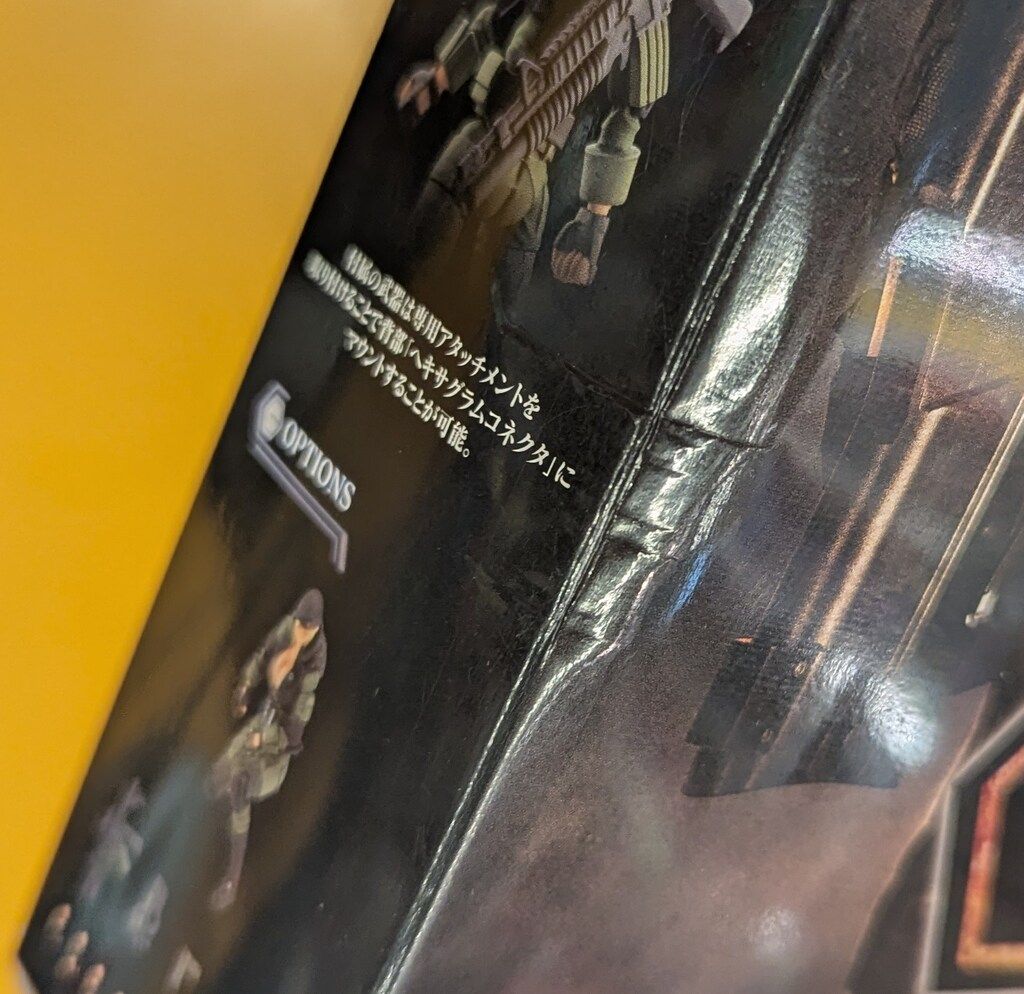 付属の武器は専用アタッチメントを
取り付けることで背部「ヘキサグラムコネクタ」に
マウントすることが可能。
OPTIONS